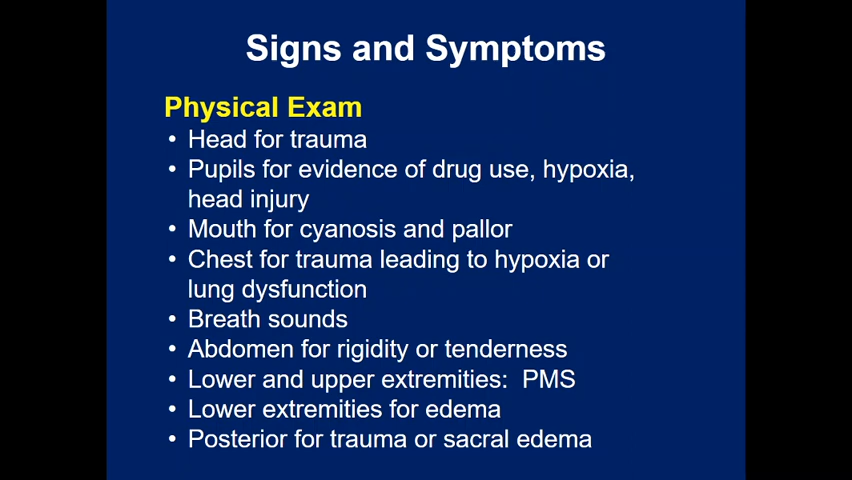 Signs and Symptoms
Physical Exam
• Head for trauma
• Pupils for evidence of drug use, hypoxia,
head injury
• Mouth for cyanosis and pallor
• Chest for trauma leading to hypoxia or
lung dysfunction
• Breath sounds
• Abdomen for rigidity or tenderness
• Lower and upper extremities:  PMS
• Lower extremities for edema
• Posterior for trauma or sacral edema